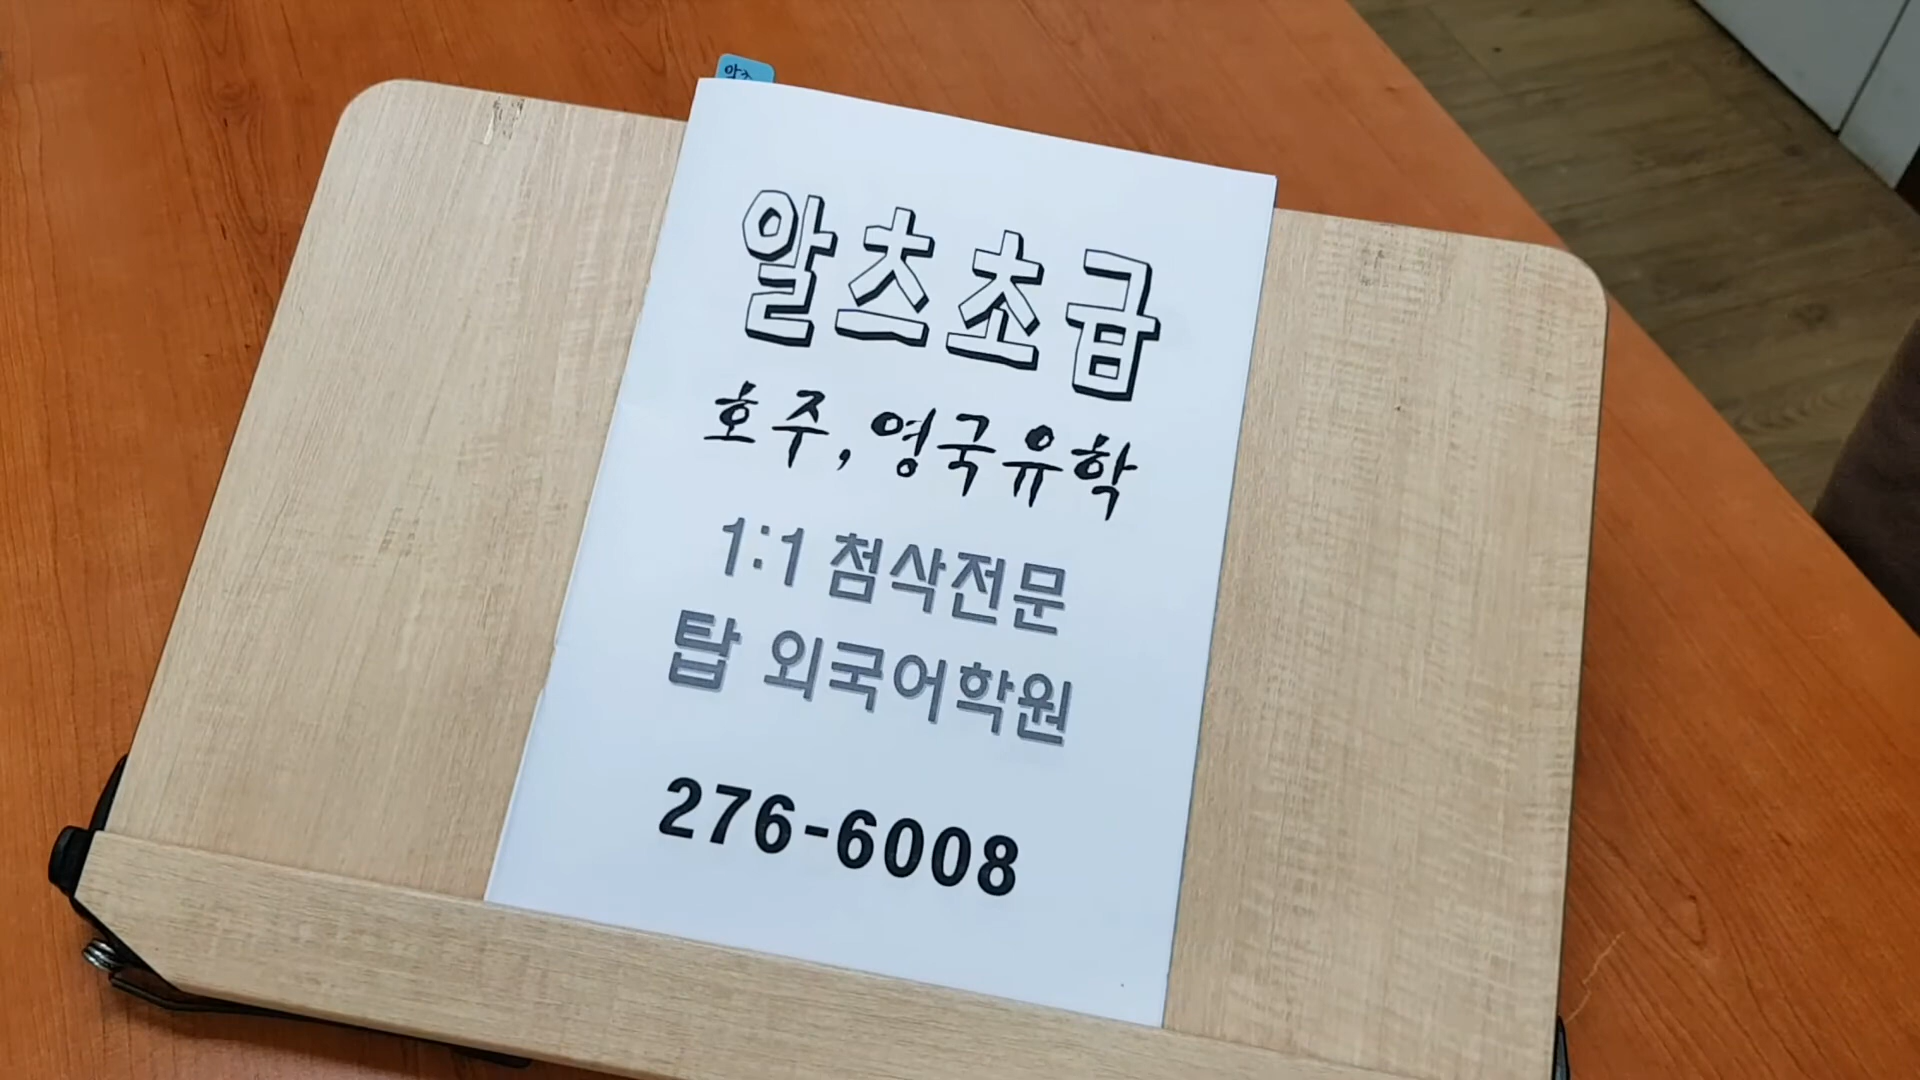 알츠초급
호주,영국유학
1:1 첨삭전문
탑 외국어학원
276-6008